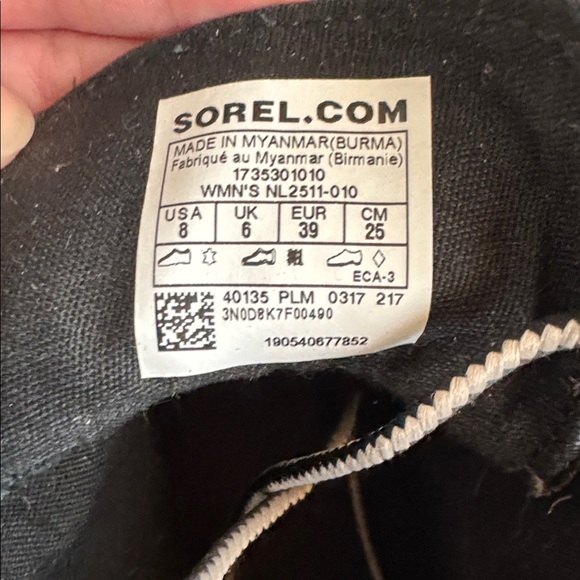 SOREL.COM
MADE IN MYANMAR(BURMA)
Fabriqué au Myanmar (Birmanie)
1735301010
WMN'S NL2511-010
USA UK EUR CM
8 6 39 25
ECA-3
40135 PLM 0317 217
3N0D8K7F00490
190540677852